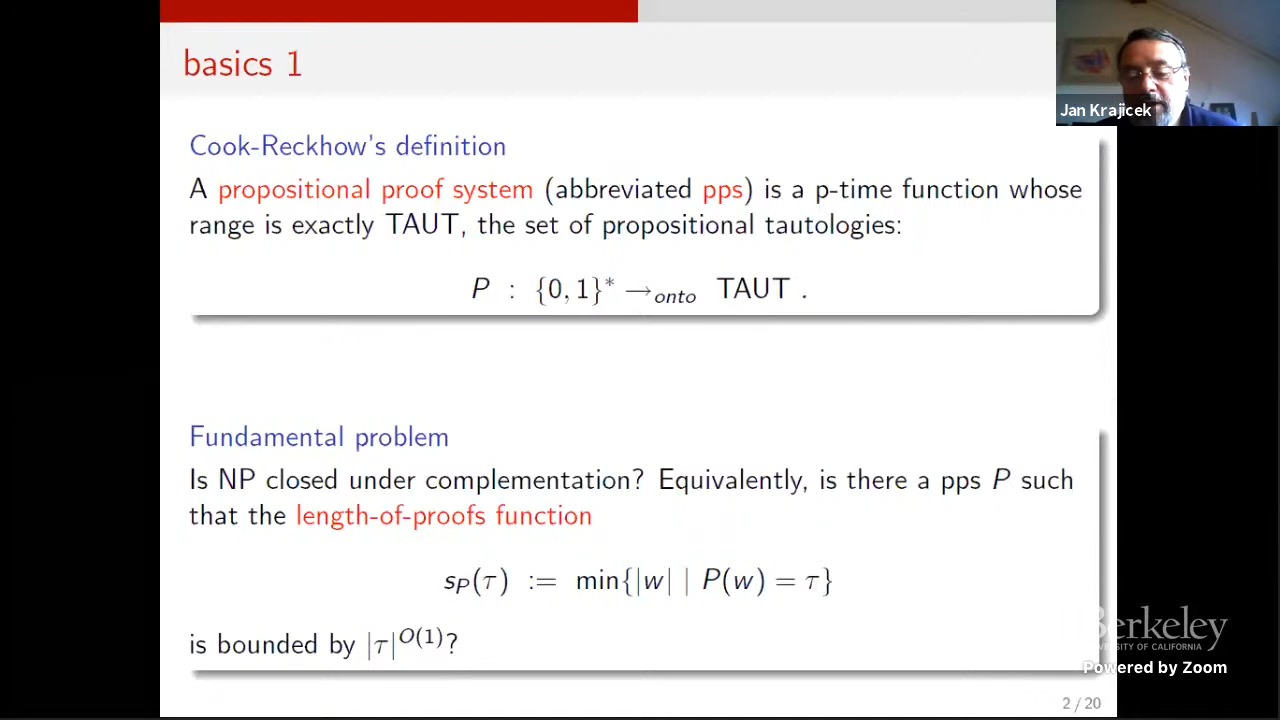 basics 1
Jan Krajicek
Cook-Reckhow's definition
A propositional proof system (abbreviated pps) is a p-time function whose
range is exactly TAUT, the set of propositional tautologies:
P : {0, 1}* →onto TAUT .
Fundamental problem
Is NP closed under complementation? Equivalently, is there a pps P such
that the length-of-proofs function
sP(τ) := min{|w| | P(w) = τ}
is bounded by |τ|^O(1)?
Berkeley
UNIVERSITY OF CALIFORNIA
Powered by Zoom
2 / 20